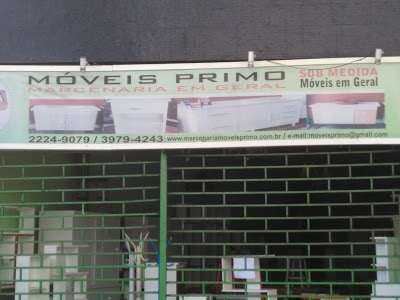 MÓVEIS PRIMO
MARCENARIA EM GERAL
SOB MEDIDA
Móveis em Geral
2224-9079 / 3979-4243 www.marcenariamoveisprimo.com.br / e-mail:moveisprimo@gmail.com